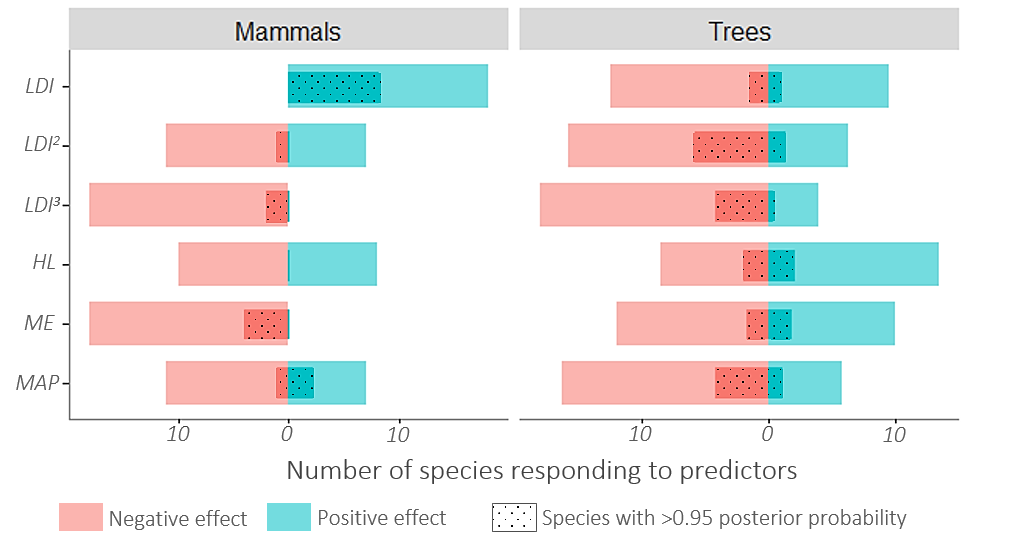 Mammals
Trees
LDI
LDI²
LDI³
HL
ME
MAP
10 0 10
10 0 10
Number of species responding to predictors
Negative effect
Positive effect
Species with >0.95 posterior probability